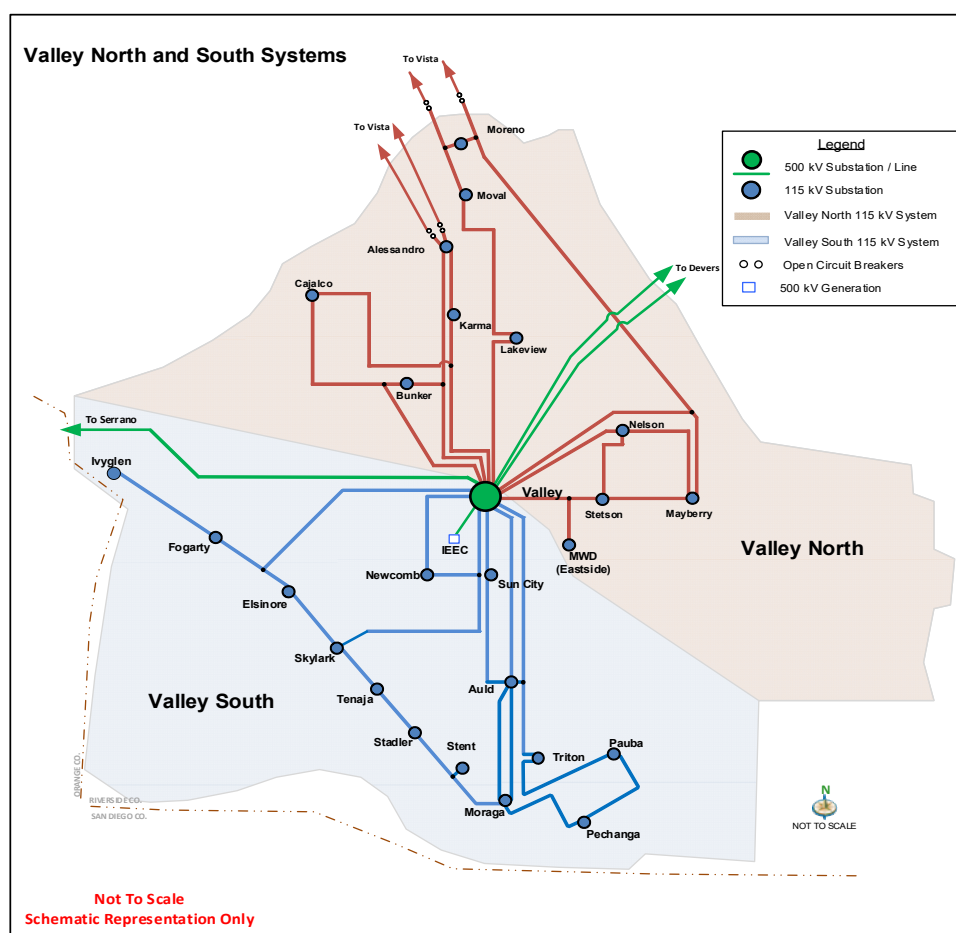 Valley North and South Systems
To Vista
To Vista
Moreno
Moval
Alessandro
Cajalco
Karma
Lakeview
Bunker
To Devers
Legend
500 kV Substation / Line
115 kV Substation
Valley North 115 kV System
Valley South 115 kV System
Open Circuit Breakers
500 kV Generation
To Serrano
Ivyglen
Nelson
Valley
Stetson
Mayberry
Fogarty
IEEC
MWD
(Eastside)
Valley North
Newcomb
Sun City
Elsinore
Skylark
Valley South
Tenaja
Auld
Stadler
Stent
Triton
Pauba
Moraga
Pechanga
ORANGE CO.
RIVERSIDE CO.
SAN DIEGO CO.
N
NOT TO SCALE
Not To Scale
Schematic Representation Only